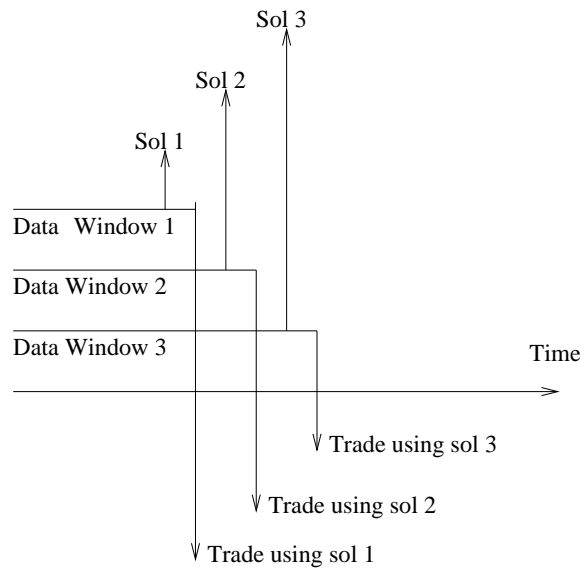 Sol 3
Sol 2
Sol 1
Data Window 1
Data Window 2
Data Window 3
Time
Trade using sol 3
Trade using sol 2
Trade using sol 1